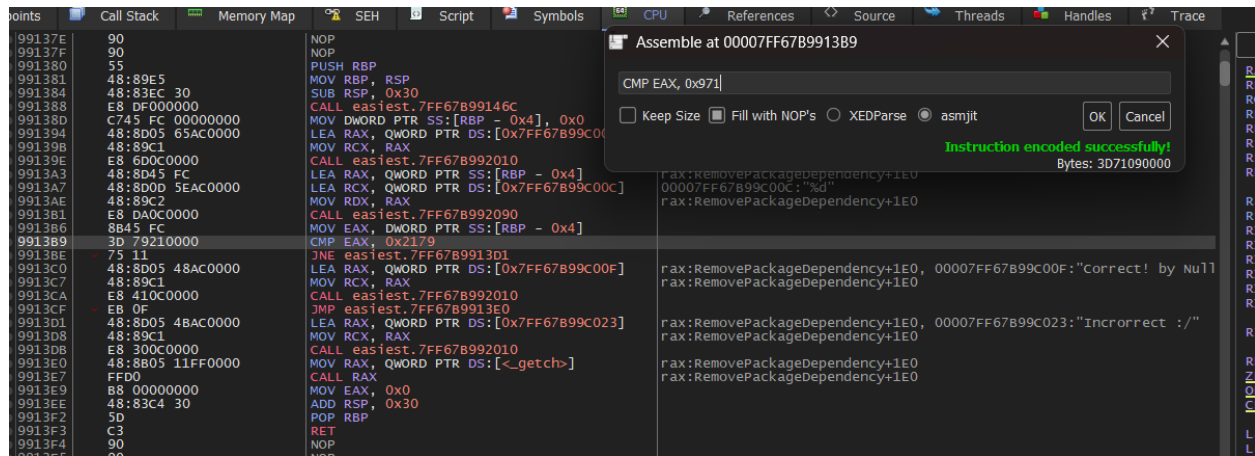 oints Call Stack Memory Map SEH Script Symbols CPU References Source Threads Handles Trace
99137E 90 NOP
99137F 90 NOP
991380 55 PUSH RBP
991381 48:89E5 MOV RBP, RSP
991384 48:83EC 30 SUB RSP, 0x30
991388 E8 DF000000 CALL easiest.7FF67B99146C
99138D C745 FC 00000000 MOV DWORD PTR SS:[RBP - 0x4], 0x0
991394 48:8D05 65AC0000 LEA RAX, QWORD PTR DS:[0x7FF67B99C00
99139B 48:89C1 MOV RCX, RAX
99139E E8 6D0C0000 CALL easiest.7FF67B992010
9913A3 48:8D45 FC LEA RAX, QWORD PTR SS:[RBP - 0x4] rax:RemovePackageDependency+1E0
9913A7 48:8D0D 5EAC0000 LEA RCX, QWORD PTR DS:[0x7FF67B99C00C] 00007FF67B99C00C:"%d"
9913AE 48:89C2 MOV RDX, RAX rax:RemovePackageDependency+1E0
9913B1 E8 DA0C0000 CALL easiest.7FF67B992090
9913B6 8B45 FC MOV EAX, DWORD PTR SS:[RBP - 0x4]
9913B9 3D 79210000 CMP EAX, 0x2179
9913BE 75 11 JNE easiest.7FF67B9913D1
9913C0 48:8D05 48AC0000 LEA RAX, QWORD PTR DS:[0x7FF67B99C00F] rax:RemovePackageDependency+1E0, 00007FF67B99C00F:"Correct! by Null
9913C7 48:89C1 MOV RCX, RAX rax:RemovePackageDependency+1E0
9913CA E8 410C0000 CALL easiest.7FF67B992010
9913CF EB 0F JMP easiest.7FF67B9913E0
9913D1 48:8D05 4BAC0000 LEA RAX, QWORD PTR DS:[0x7FF67B99C023] rax:RemovePackageDependency+1E0, 00007FF67B99C023:"Incrorrect :/"
9913D8 48:89C1 MOV RCX, RAX rax:RemovePackageDependency+1E0
9913DB E8 300C0000 CALL easiest.7FF67B992010
9913E0 48:8B05 11FF0000 MOV RAX, QWORD PTR DS:[<_getch>]
9913E7 FFD0 CALL RAX rax:RemovePackageDependency+1E0
9913E9 B8 00000000 MOV EAX, 0x0
9913EE 48:83C4 30 ADD RSP, 0x30
9913F2 5D POP RBP
9913F3 C3 RET
9913F4 90 NOP
Assemble at 00007FF67B9913B9
CMP EAX, 0x971
Keep Size Fill with NOP's XEDParse asmjit OK Cancel
Instruction encoded successfully!
Bytes: 3D71090000